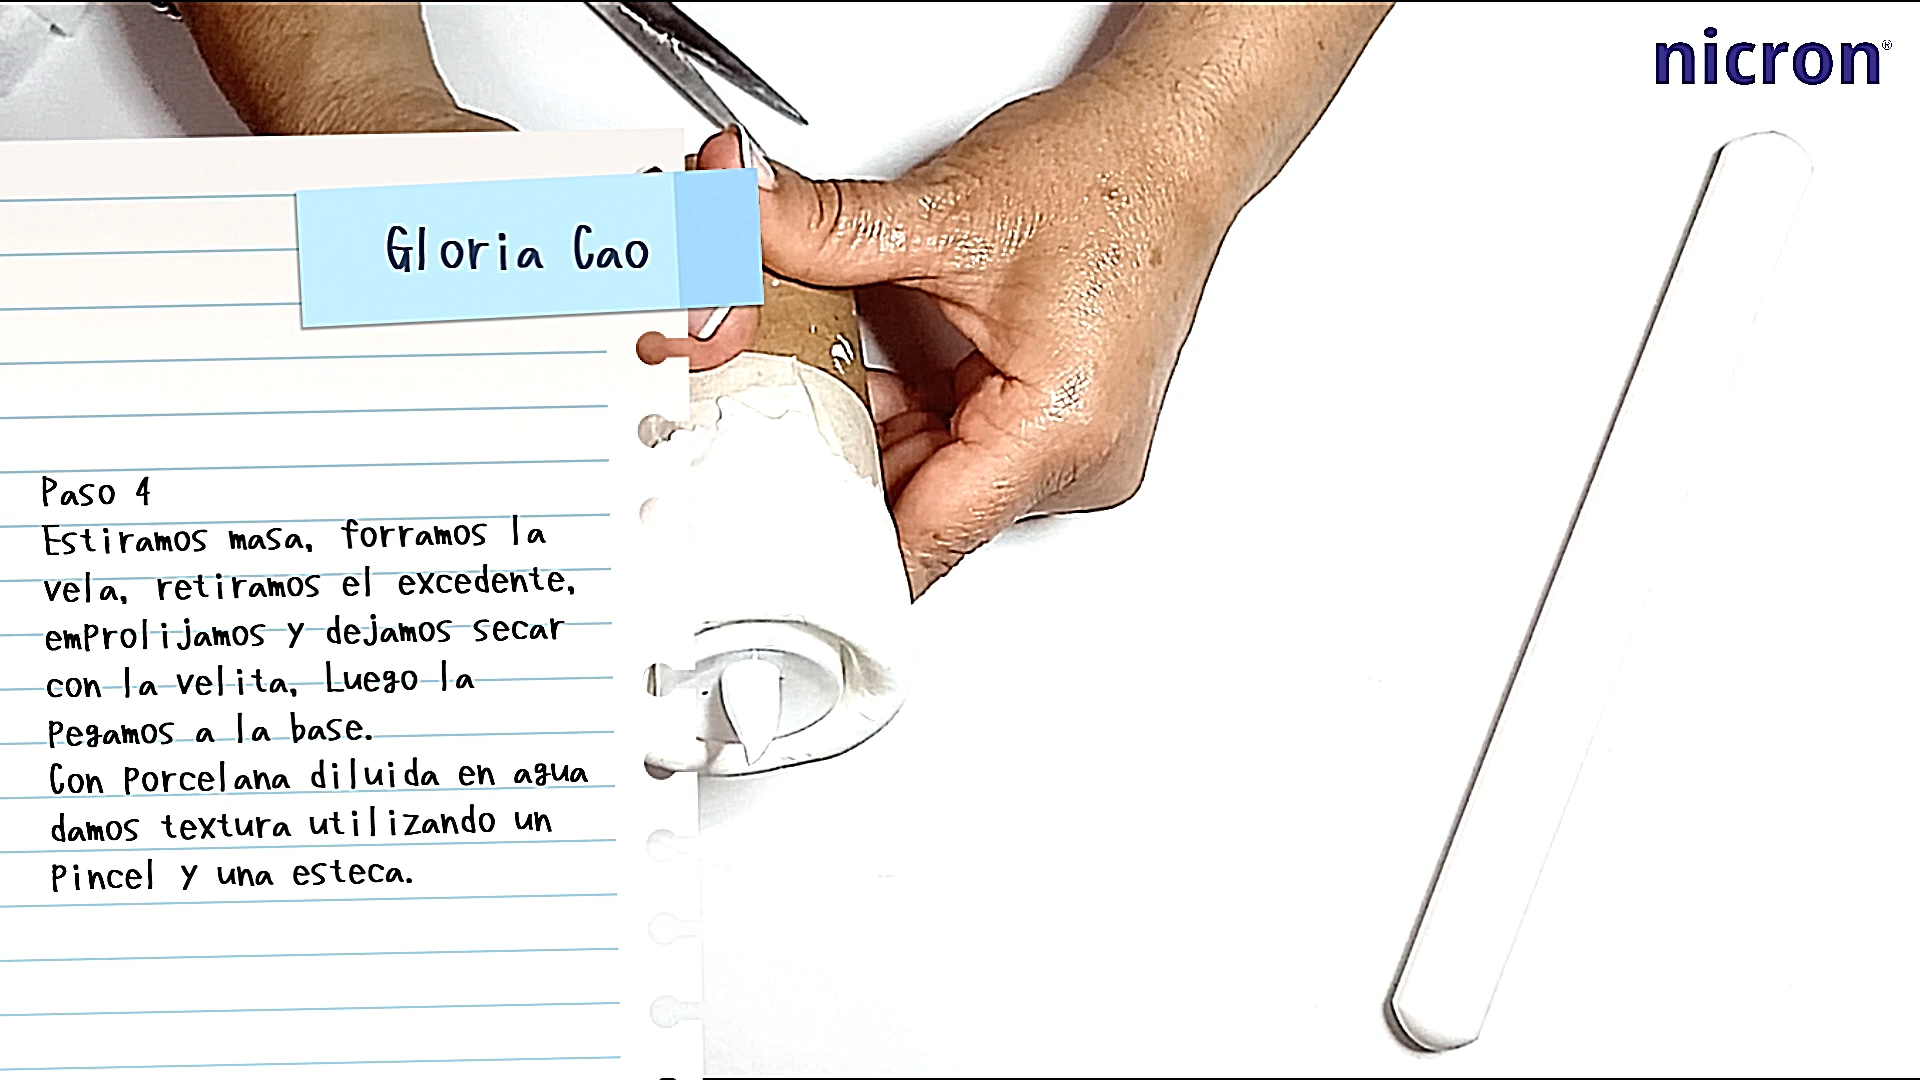 nicron®
Gloria Cao
Paso 4
Estiramos masa, forramos la
vela, retiramos el excedente,
emprolijamos y dejamos secar
con la velita. Luego la
pegamos a la base.
Con porcelana diluida en agua
damos textura utilizando un
pincel y una esteca.